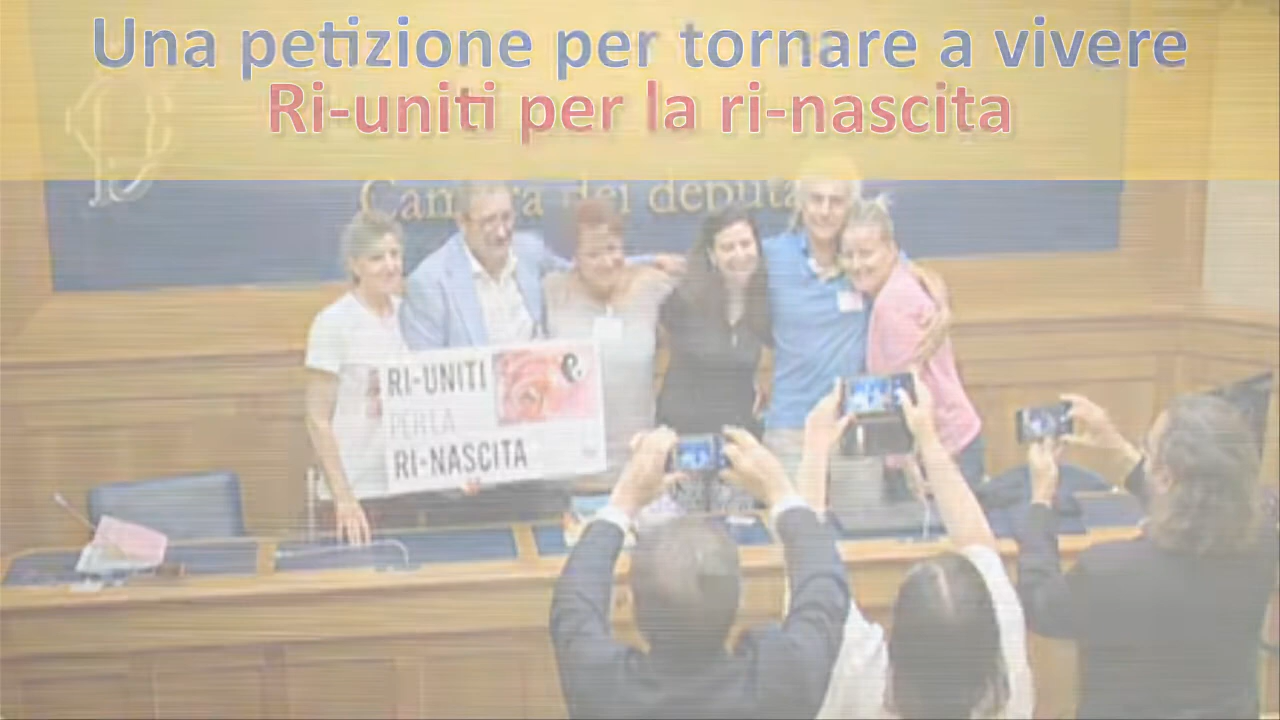 Una petizione per tornare a vivere
Ri-uniti per la ri-nascita
Camera dei deputa
RI-UNITI
PER LA
RI-NASCITA